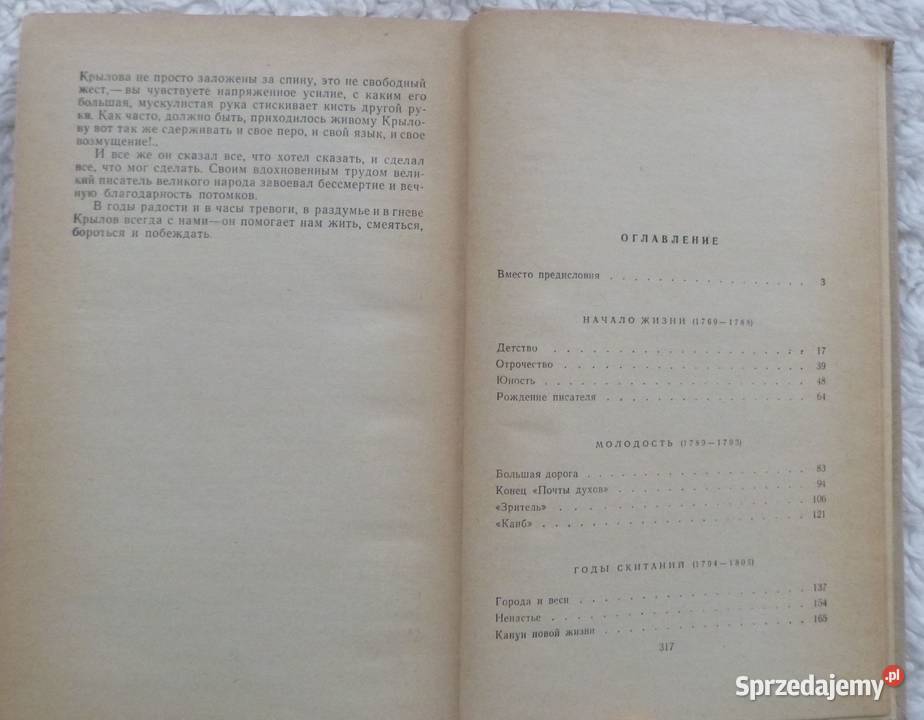 Крылова не просто заложены за спину, это не свободный
жест,— вы чувствуете напряженное усилие, с каким его
большая, мускулистая рука стискивает кисть другой ру-
ки. Как часто, должно быть, приходилось живому Крыло-
ву вот так же сдерживать и свое перо, и свой язык, и свое
возмущение!..
И все же он сказал все, что хотел сказать, и сделал
все, что мог сделать. Своим вдохновенным трудом вели-
кий писатель великого народа завоевал бессмертие и веч-
ную благодарность потомков.
В годы радости и в часы тревоги, в раздумье и в гневе
Крылов всегда с нами—он помогает нам жить, смеяться,
бороться и побеждать.
ОГЛАВЛЕНИЕ
Вместо предисловия . . . . . . . . . . . . 3
НАЧАЛО ЖИЗНИ (1769—1788)
Детство . . . . . . . . . . . . . . . 17
Отрочество . . . . . . . . . . . . . . 39
Юность . . . . . . . . . . . . . . . 48
Рождение писателя . . . . . . . . . . . . 64
МОЛОДОСТЬ (1789—1793)
Большая дорога . . . . . . . . . . . . . 83
Конец «Почты духов» . . . . . . . . . . . 94
«Зритель» . . . . . . . . . . . . . . 106
«Каиб» . . . . . . . . . . . . . . . 121
ГОДЫ СКИТАНИЙ (1794—1805)
Города и веси . . . . . . . . . . . . . 137
Ненастье . . . . . . . . . . . . . . 154
Канун новой жизни . . . . . . . . . . . . 165
317
Sprzedajemy.pl